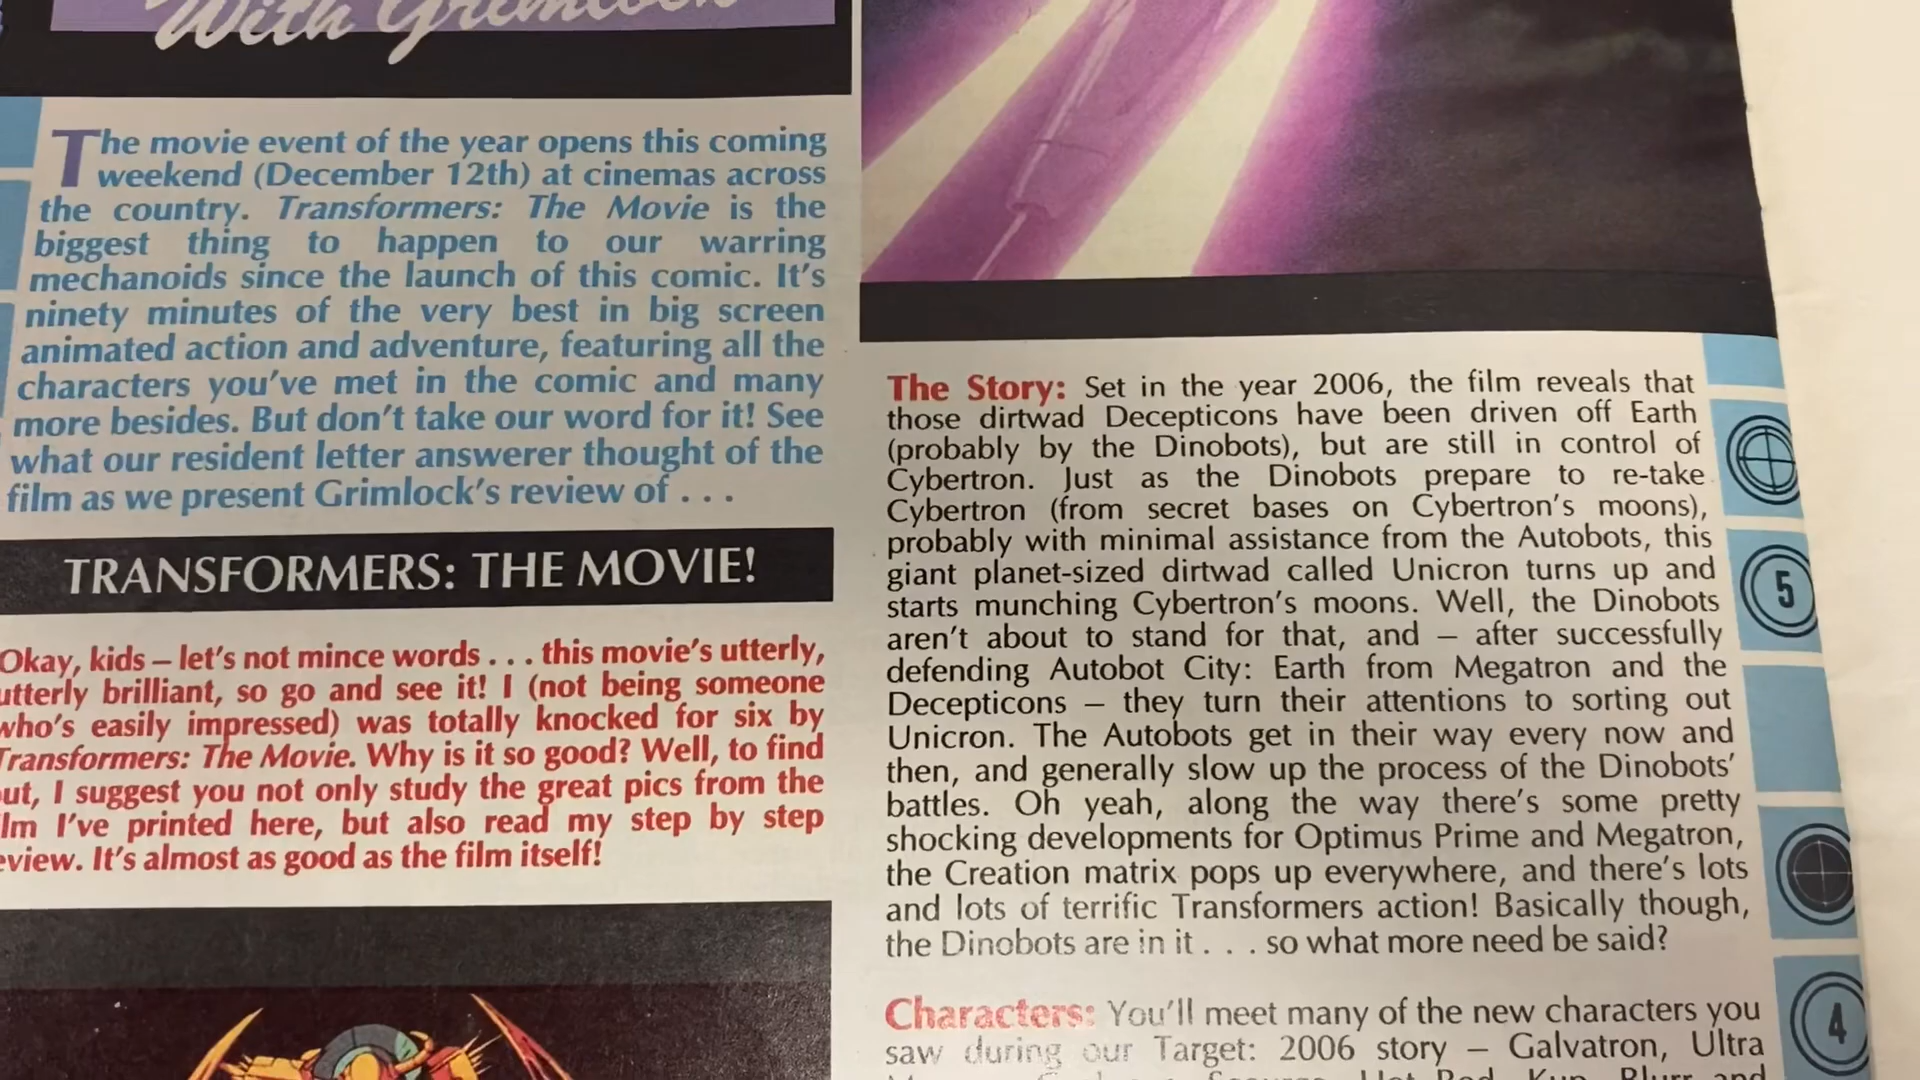 With Grimlock
The movie event of the year opens this coming
weekend (December 12th) at cinemas across
the country. Transformers: The Movie is the
biggest thing to happen to our warring
mechanoids since the launch of this comic. It's
ninety minutes of the very best in big screen
animated action and adventure, featuring all the
characters you've met in the comic and many
more besides. But don't take our word for it! See
what our resident letter answerer thought of the
film as we present Grimlock's review of . . .
TRANSFORMERS: THE MOVIE!
Okay, kids – let's not mince words . . . this movie's utterly,
utterly brilliant, so go and see it! I (not being someone
who's easily impressed) was totally knocked for six by
Transformers: The Movie. Why is it so good? Well, to find
out, I suggest you not only study the great pics from the
film I've printed here, but also read my step by step
review. It's almost as good as the film itself!
The Story: Set in the year 2006, the film reveals that
those dirtwad Decepticons have been driven off Earth
(probably by the Dinobots), but are still in control of
Cybertron. Just as the Dinobots prepare to re-take
Cybertron (from secret bases on Cybertron's moons),
probably with minimal assistance from the Autobots, this
giant planet-sized dirtwad called Unicron turns up and
starts munching Cybertron's moons. Well, the Dinobots
aren't about to stand for that, and – after successfully
defending Autobot City: Earth from Megatron and the
Decepticons – they turn their attentions to sorting out
Unicron. The Autobots get in their way every now and
then, and generally slow up the process of the Dinobots'
battles. Oh yeah, along the way there's some pretty
shocking developments for Optimus Prime and Megatron,
the Creation matrix pops up everywhere, and there's lots
and lots of terrific Transformers action! Basically though,
the Dinobots are in it . . . so what more need be said?
Characters: You'll meet many of the new characters you
saw during our Target: 2006 story – Galvatron, Ultra
Hot Rod, Kup, Blurr and
5
4